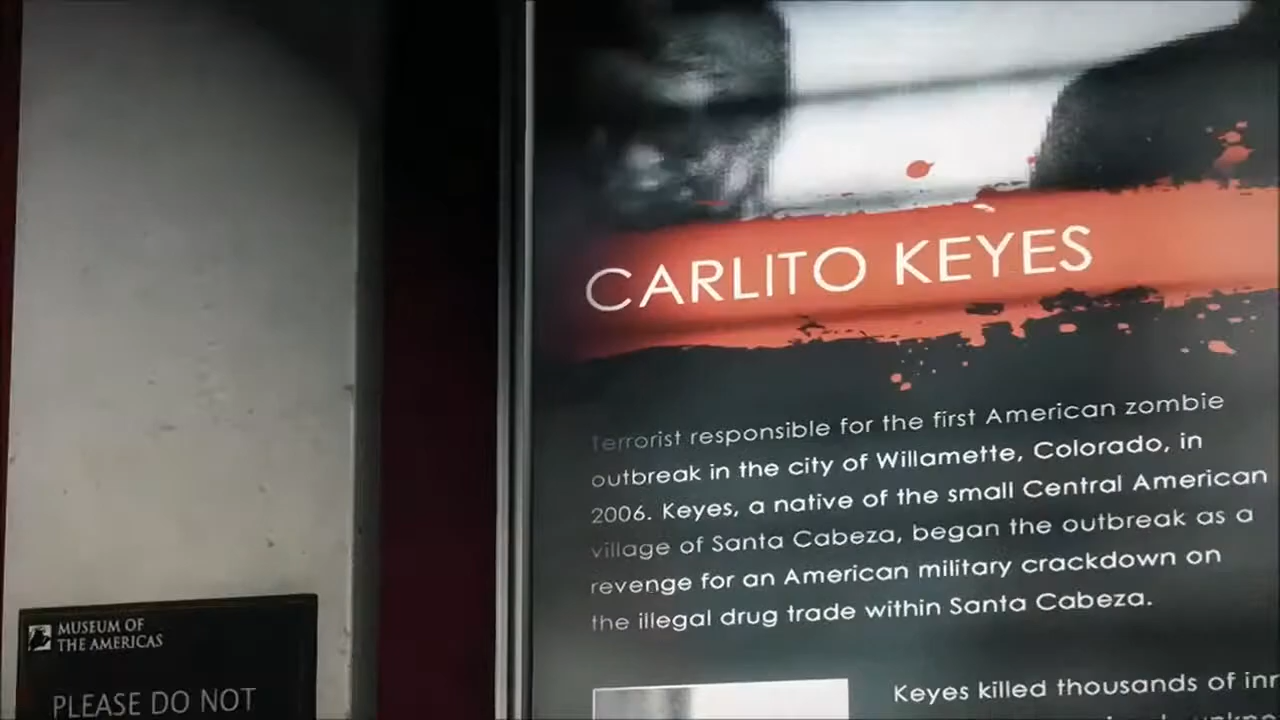 CARLITO KEYES
Terrorist responsible for the first American zombie
outbreak in the city of Willamette, Colorado, in
2006. Keyes, a native of the small Central American
village of Santa Cabeza, began the outbreak as a
revenge for an American military crackdown on
the illegal drug trade within Santa Cabeza.
Keyes killed thousands of
MUSEUM OF
THE AMERICAS
PLEASE DO NOT